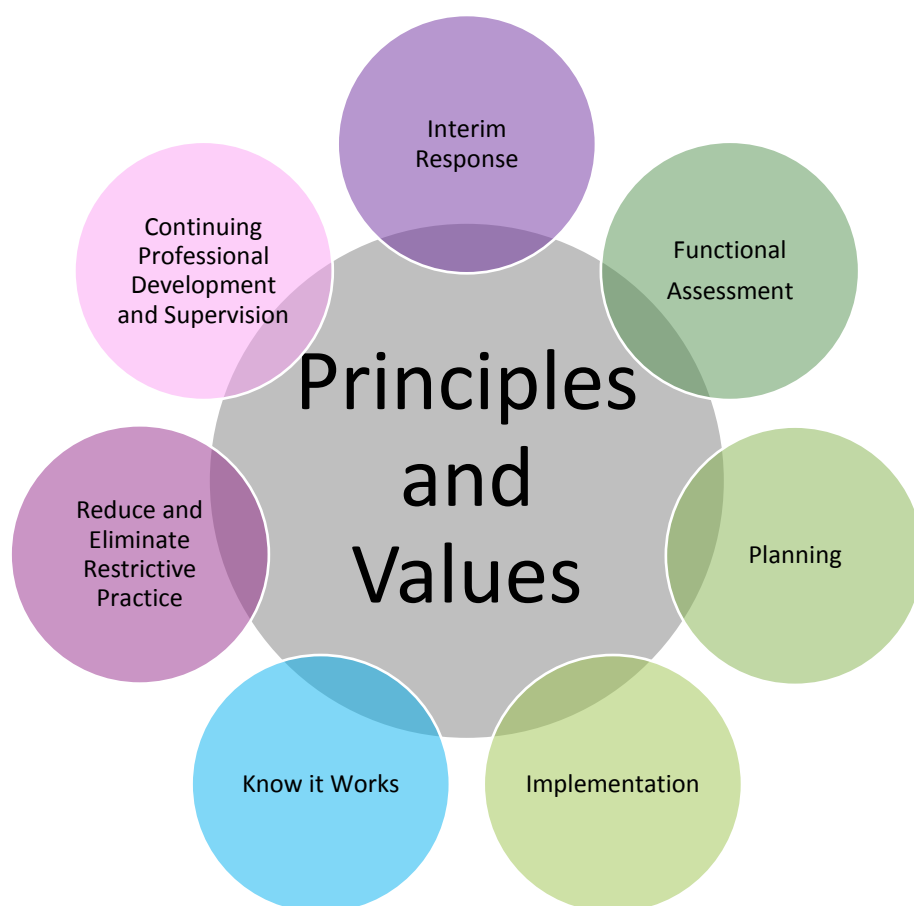 Interim
Response
Functional
Assessment
Planning
Implementation
Know it Works
Reduce and
Eliminate
Restrictive
Practice
Continuing
Professional
Development
and Supervision
Principles
and
Values